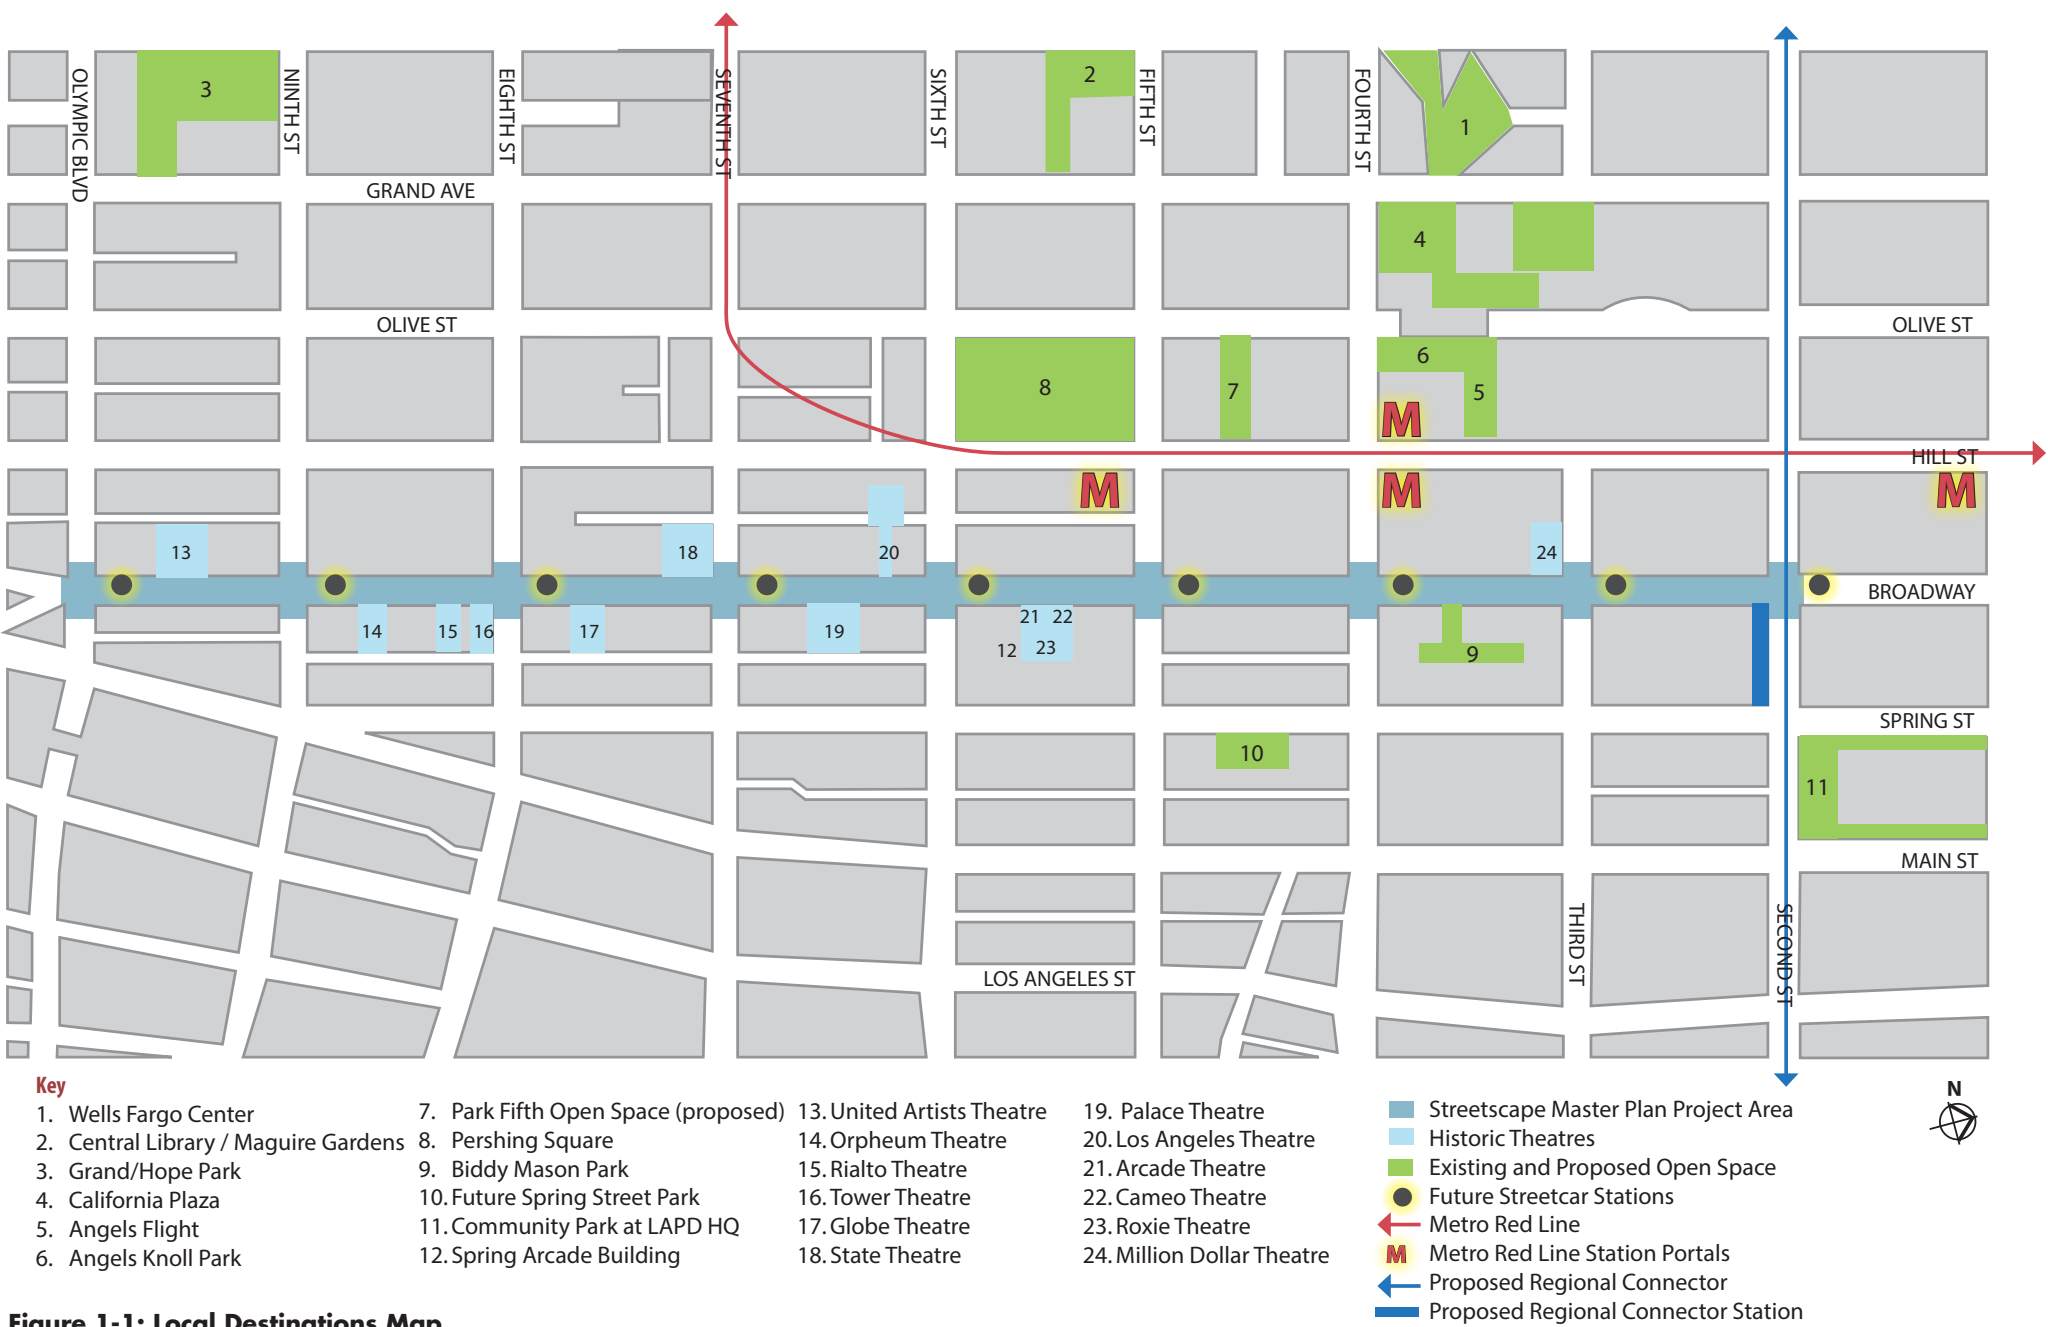 OLYMPIC BLVD
NINTH ST
EIGHTH ST
SEVENTH ST
SIXTH ST
FIFTH ST
FOURTH ST
3
2
1
GRAND AVE
4
OLIVE ST
OLIVE ST
6
8
7
5
M
HILL ST
M
M
M
13
18
20
24
BROADWAY
14
15
16
17
19
21
22
12
23
9
SPRING ST
10
11
MAIN ST
THIRD ST
SECOND ST
LOS ANGELES ST
Key
1. Wells Fargo Center
2. Central Library / Maguire Gardens
3. Grand/Hope Park
4. California Plaza
5. Angels Flight
6. Angels Knoll Park
7. Park Fifth Open Space (proposed)
8. Pershing Square
9. Biddy Mason Park
10. Future Spring Street Park
11. Community Park at LAPD HQ
12. Spring Arcade Building
13. United Artists Theatre
14. Orpheum Theatre
15. Rialto Theatre
16. Tower Theatre
17. Globe Theatre
18. State Theatre
19. Palace Theatre
20. Los Angeles Theatre
21. Arcade Theatre
22. Cameo Theatre
23. Roxie Theatre
24. Million Dollar Theatre
Streetscape Master Plan Project Area
Historic Theatres
Existing and Proposed Open Space
Future Streetcar Stations
Metro Red Line
M Metro Red Line Station Portals
Proposed Regional Connector
Proposed Regional Connector Station
N
Figure 1-1: Local Destinations Map